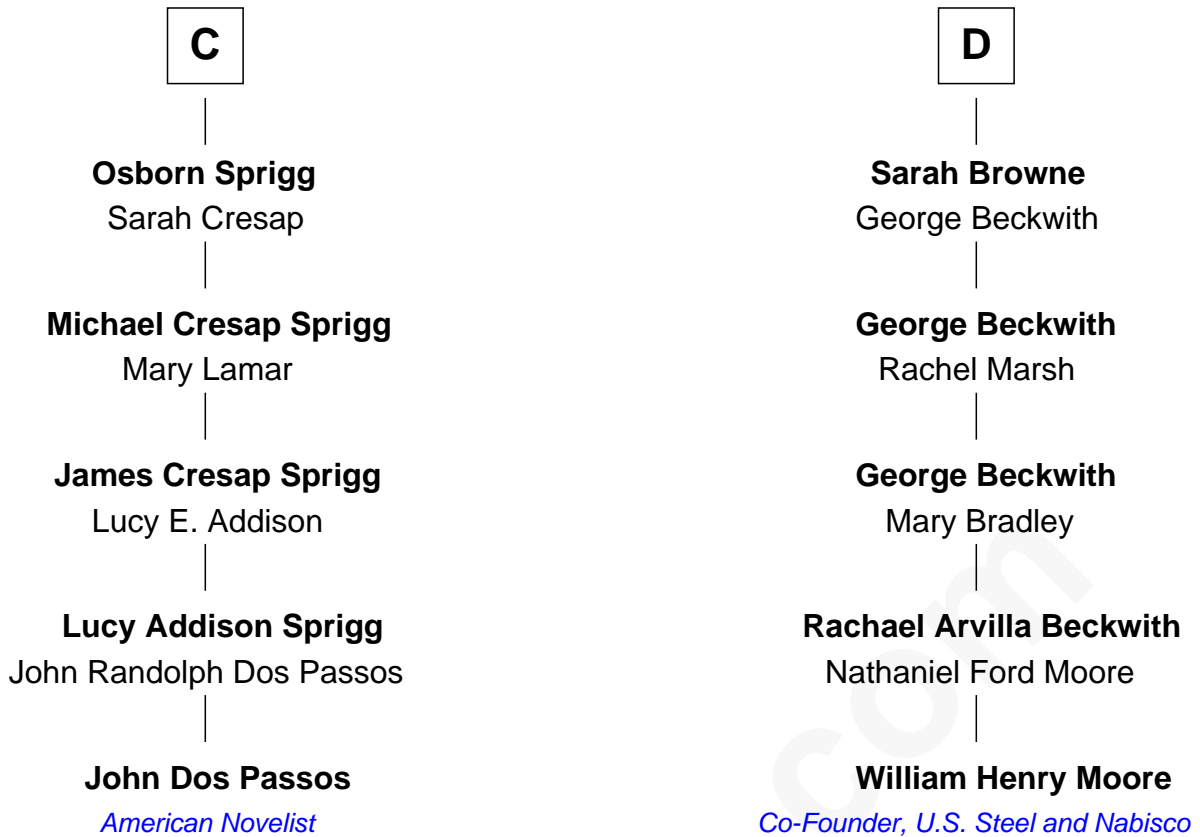 C
Osborn Sprigg
Sarah Cresap
Michael Cresap Sprigg
Mary Lamar
James Cresap Sprigg
Lucy E. Addison
Lucy Addison Sprigg
John Randolph Dos Passos
John Dos Passos
American Novelist
D
Sarah Browne
George Beckwith
George Beckwith
Rachel Marsh
George Beckwith
Mary Bradley
Rachael Arvilla Beckwith
Nathaniel Ford Moore
William Henry Moore
Co-Founder, U.S. Steel and Nabisco
com